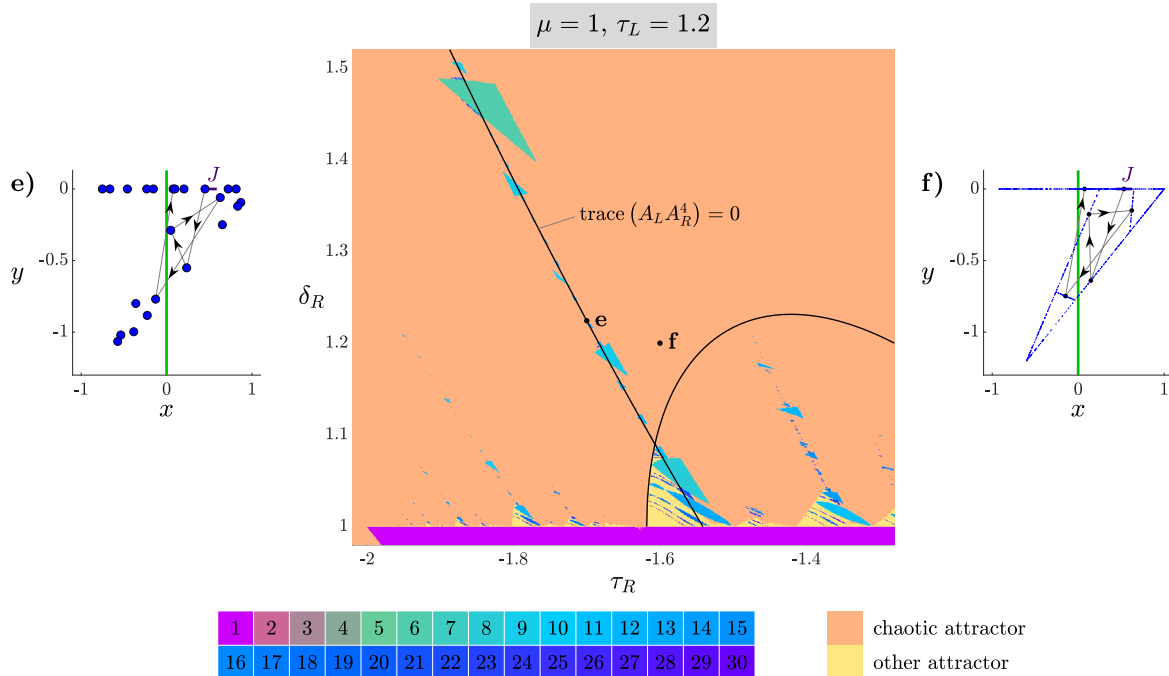 μ = 1, τ_L = 1.2
e)
J
0
-0.5
-1
y
-1
0
1
x
1.5
1.4
1.3
1.2
1.1
1
δ_R
trace (A_L A_R^4) = 0
e
f
-2
-1.8
-1.6
-1.4
τ_R
f)
J
0
-0.5
-1
y
-1
0
1
x
1 2 3 4 5 6 7 8 9 10 11 12 13 14 15
16 17 18 19 20 21 22 23 24 25 26 27 28 29 30
chaotic attractor
other attractor